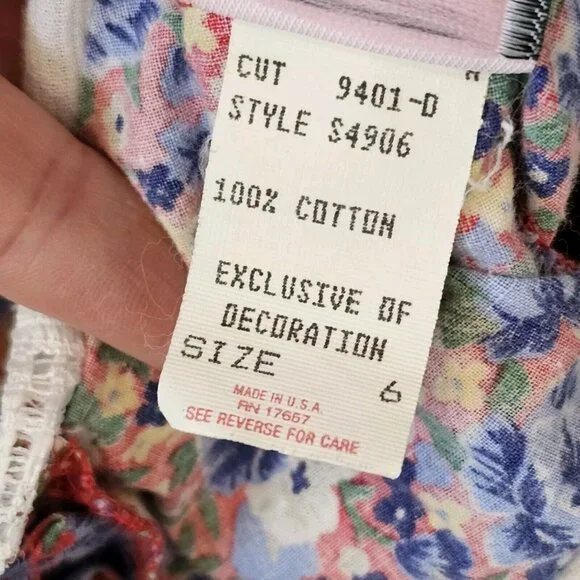 CUT 9401-D
STYLE S4906
100% COTTON
EXCLUSIVE OF
DECORATION
SIZE 6
MADE IN U.S.A.
RN 17657
SEE REVERSE FOR CARE